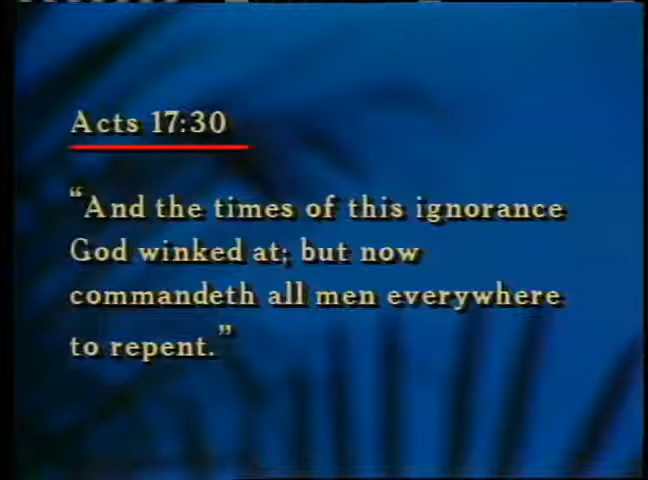 Acts 17:30
“And the times of this ignorance
God winked at; but now
commandeth all men everywhere
to repent.”